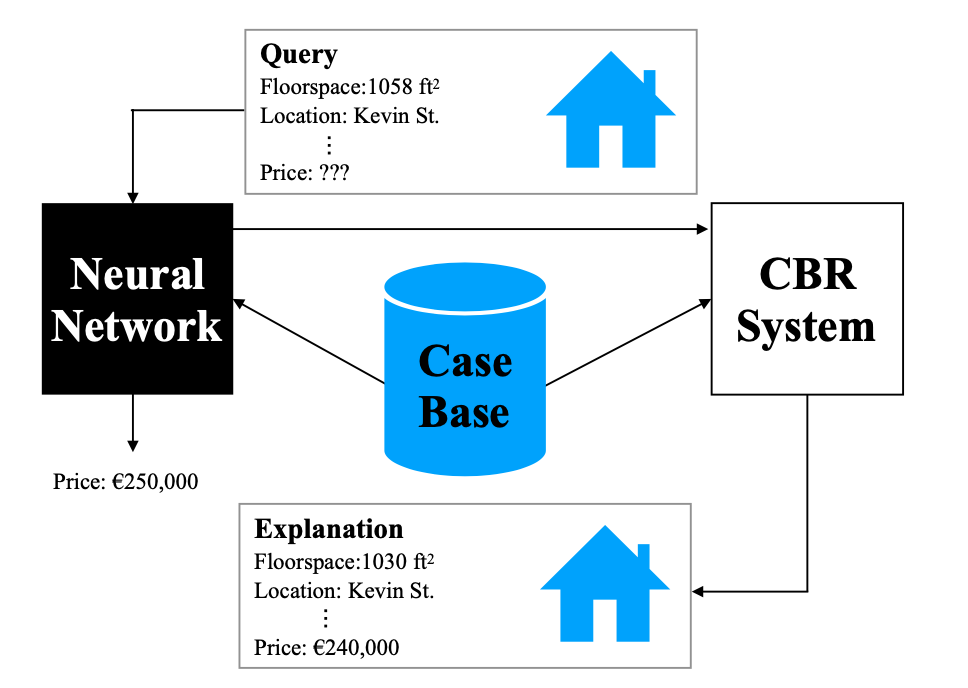 Query
Floorspace:1058 ft²
Location: Kevin St.
⋮
Price: ???
Neural
Network
CBR
System
Case
Base
Price: €250,000
Explanation
Floorspace:1030 ft²
Location: Kevin St.
⋮
Price: €240,000